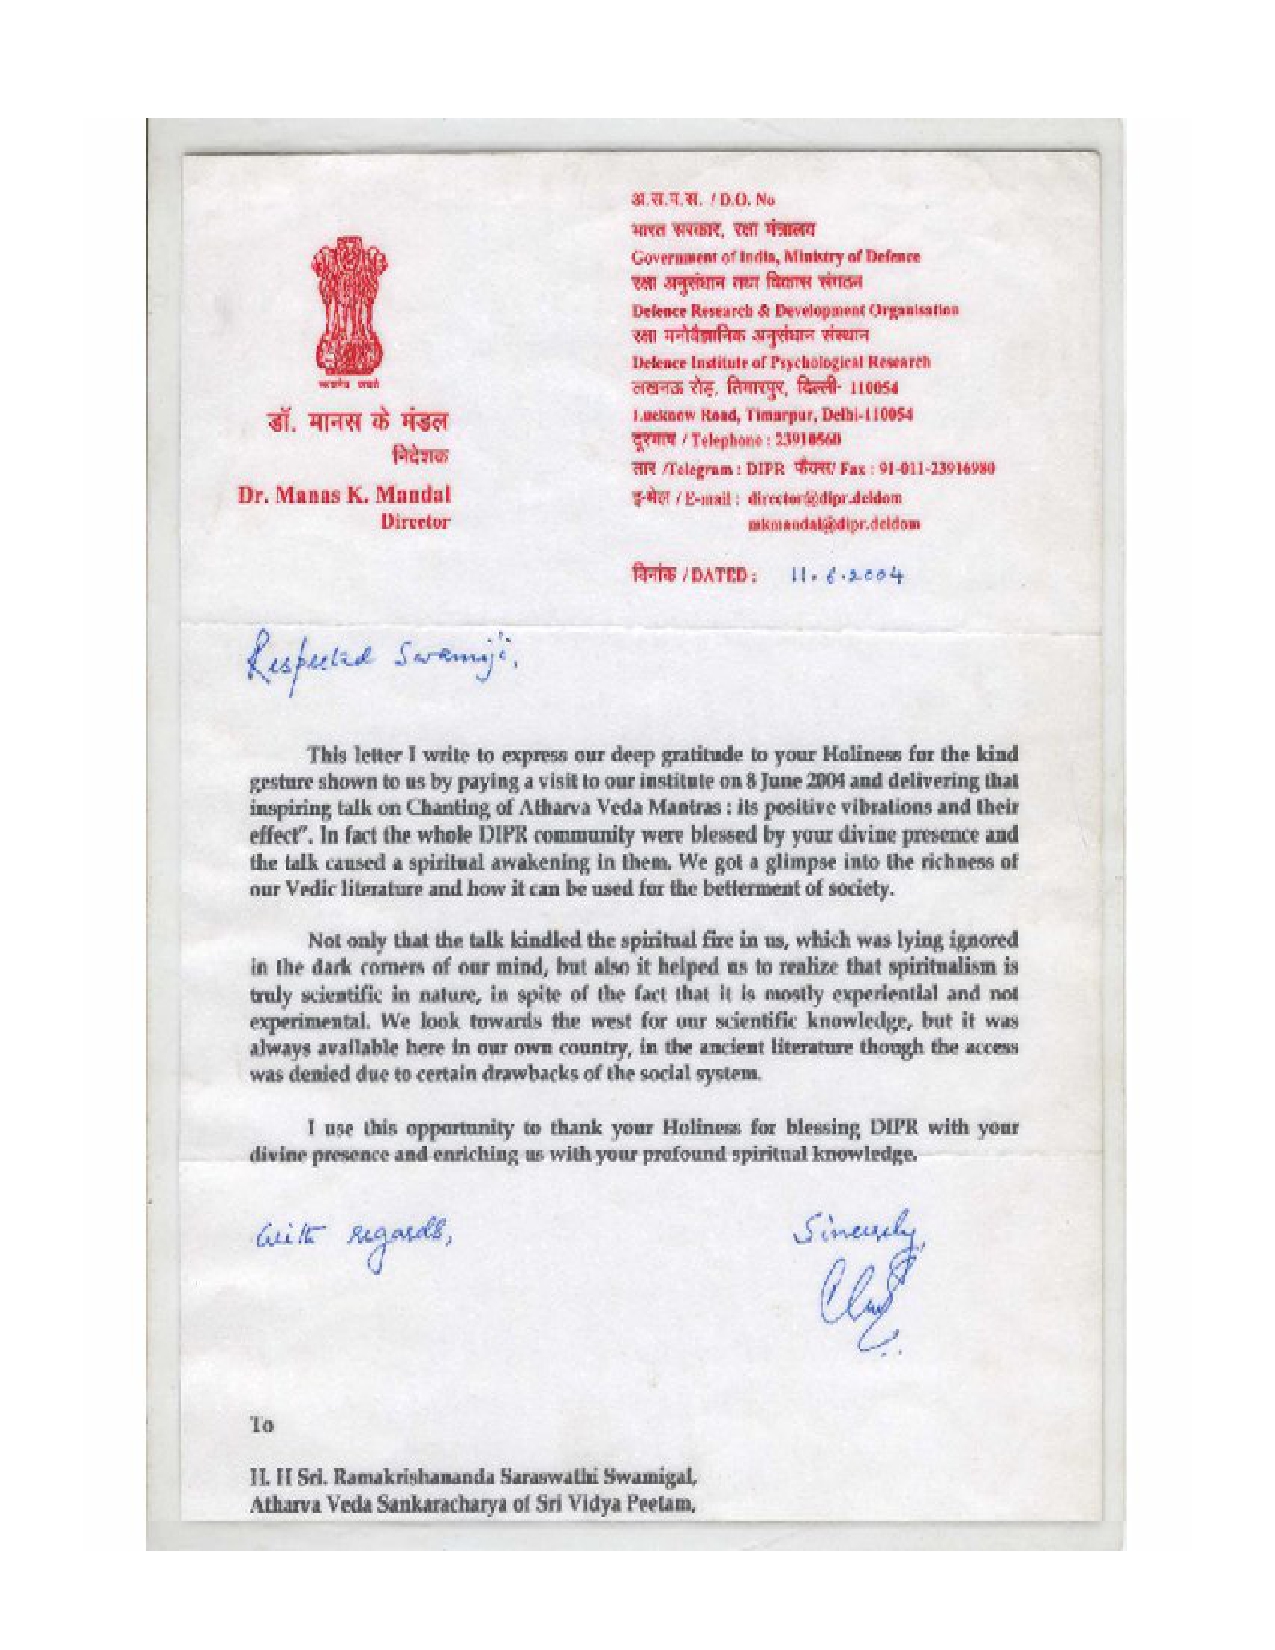 अ.स.प.स. / D.O. No
भारत सरकार, रक्षा मंत्रालय
Government of India, Ministry of Defence
रक्षा अनुसंधान तथा विकास संगठन
Defence Research & Development Organisation
रक्षा मनोवैज्ञानिक अनुसंधान संस्थान
Defence Institute of Psychological Research
लखनऊ रोड़, तिमारपुर, दिल्ली- 110054
Lucknow Road, Timarpur, Delhi-110054
दूरभाष / Telephone : 23910560
तार /Telegram : DIPR फैक्स/ Fax : 91-011-23916980
इ-मेल / E-mail : director@dipr.deldom
mkmandal@dipr.deldom
सत्यमेव जयते
डॉ. मानस के मंडल
निदेशक
Dr. Manas K. Mandal
Director
दिनांक / DATED : 11.6.2004
Respected Swamiji,
This letter I write to express our deep gratitude to your Holiness for the kind
gesture shown to us by paying a visit to our institute on 8 June 2004 and delivering that
inspiring talk on Chanting of Atharva Veda Mantras : its positive vibrations and their
effect". In fact the whole DIPR community were blessed by your divine presence and
the talk caused a spiritual awakening in them. We got a glimpse into the richness of
our Vedic literature and how it can be used for the betterment of society.
Not only that the talk kindled the spiritual fire in us, which was lying ignored
in the dark corners of our mind, but also it helped us to realize that spiritualism is
truly scientific in nature, in spite of the fact that it is mostly experiential and not
experimental. We look towards the west for our scientific knowledge, but it was
always available here in our own country, in the ancient literature though the access
was denied due to certain drawbacks of the social system.
I use this opportunity to thank your Holiness for blessing DIPR with your
divine presence and enriching us with your profound spiritual knowledge.
With regards,
Sincerely,
To
H. H Sri. Ramakrishananda Saraswathi Swamigal,
Atharva Veda Sankaracharya of Sri Vidya Peetam,